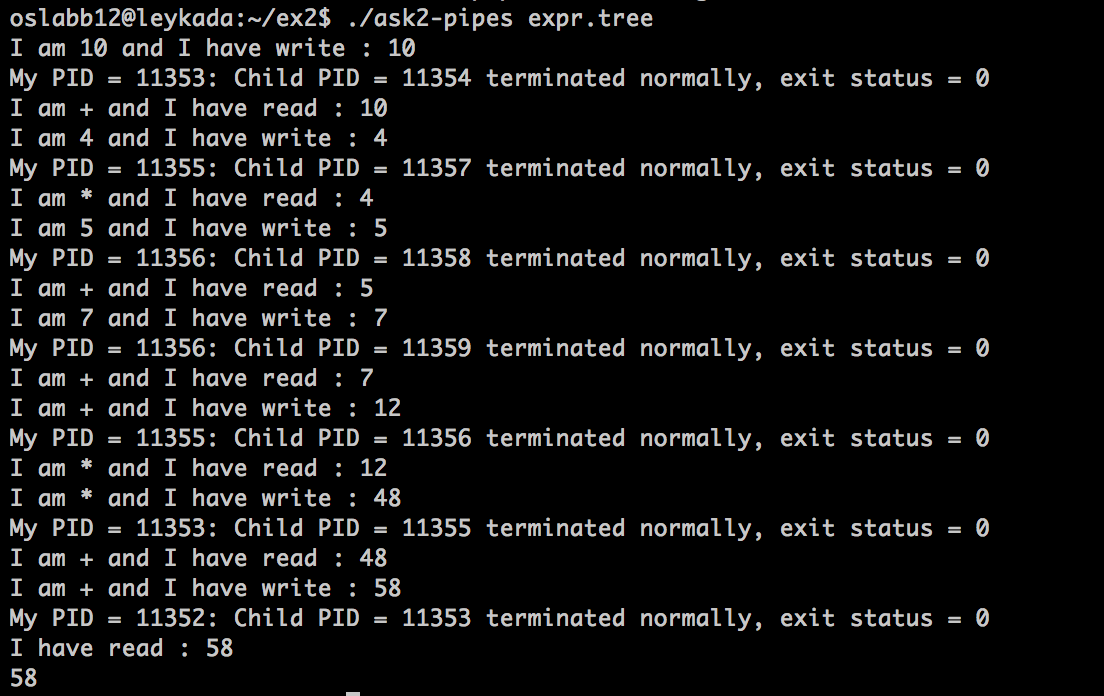 oslabb12@leykada:~/ex2$ ./ask2-pipes expr.tree
I am 10 and I have write : 10
My PID = 11353: Child PID = 11354 terminated normally, exit status = 0
I am + and I have read : 10
I am 4 and I have write : 4
My PID = 11355: Child PID = 11357 terminated normally, exit status = 0
I am * and I have read : 4
I am 5 and I have write : 5
My PID = 11356: Child PID = 11358 terminated normally, exit status = 0
I am + and I have read : 5
I am 7 and I have write : 7
My PID = 11356: Child PID = 11359 terminated normally, exit status = 0
I am + and I have read : 7
I am + and I have write : 12
My PID = 11355: Child PID = 11356 terminated normally, exit status = 0
I am * and I have read : 12
I am * and I have write : 48
My PID = 11353: Child PID = 11355 terminated normally, exit status = 0
I am + and I have read : 48
I am + and I have write : 58
My PID = 11352: Child PID = 11353 terminated normally, exit status = 0
I have read : 58
58